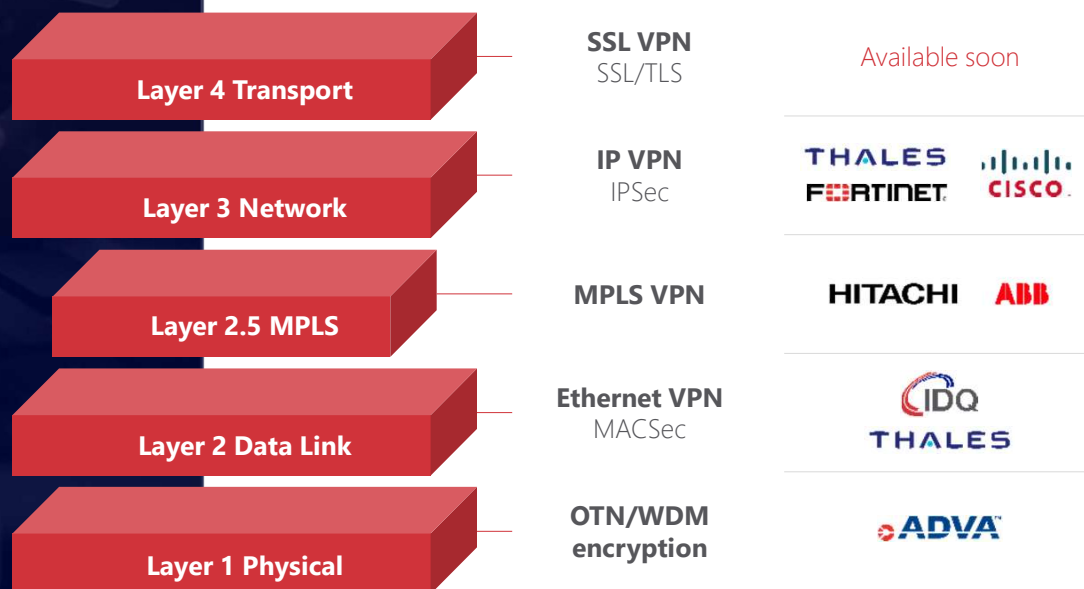 Layer 4 Transport
SSL VPN
SSL/TLS
Available soon
Layer 3 Network
IP VPN
IPSec
THALES
CISCO
FORTINET
Layer 2.5 MPLS
MPLS VPN
HITACHI
ABB
Layer 2 Data Link
Ethernet VPN
MACSec
IDQ
THALES
Layer 1 Physical
OTN/WDM
encryption
ADVA™